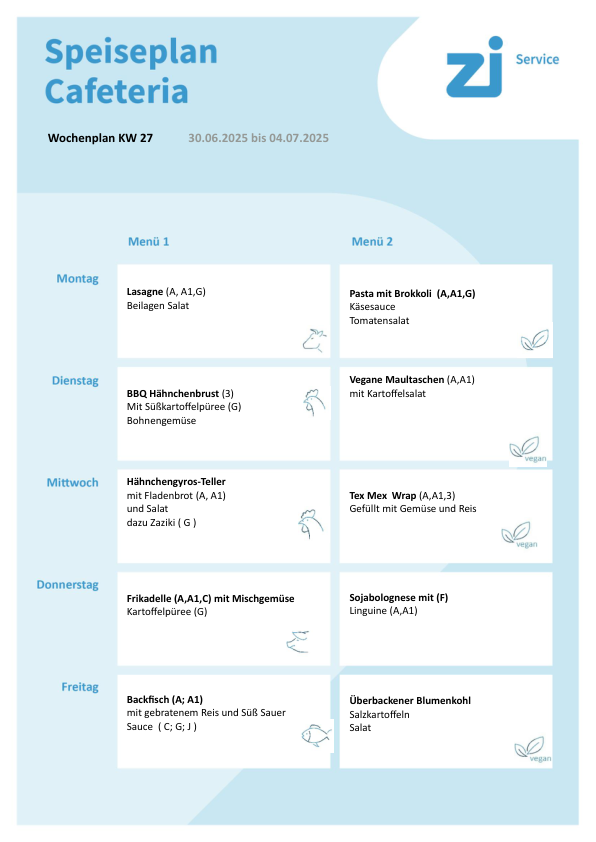 Speiseplan
Cafeteria
zi Service
Wochenplan KW 27 30.06.2025 bis 04.07.2025
Menü 1 Menü 2
Montag
Lasagne (A, A1,G)
Beilagen Salat
Pasta mit Brokkoli (A,A1,G)
Käsesauce
Tomatensalat
Dienstag
BBQ Hähnchenbrust (3)
Mit Süßkartoffelpüree (G)
Bohnengemüse
Vegane Maultaschen (A,A1)
mit Kartoffelsalat
vegan
Mittwoch
Hähnchengyros-Teller
mit Fladenbrot (A, A1)
und Salat
dazu Zaziki ( G )
Tex Mex Wrap (A,A1,3)
Gefüllt mit Gemüse und Reis
vegan
Donnerstag
Frikadelle (A,A1,C) mit Mischgemüse
Kartoffelpüree (G)
Sojabolognese mit (F)
Linguine (A,A1)
Freitag
Backfisch (A; A1)
mit gebratenem Reis und Süß Sauer
Sauce ( C; G; J )
Überbackener Blumenkohl
Salzkartoffeln
Salat
vegan